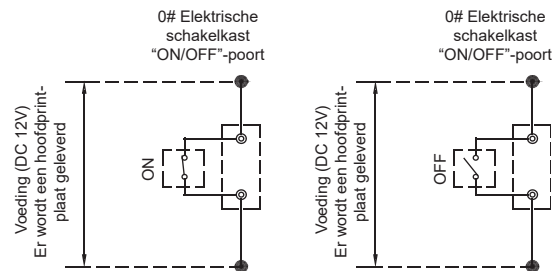 0# Elektrische
schakelkast
“ON/OFF”-poort
Voeding (DC 12V)
Er wordt een hoofdprint-
plaat geleverd
ON
0# Elektrische
schakelkast
“ON/OFF”-poort
Voeding (DC 12V)
Er wordt een hoofdprint-
plaat geleverd
OFF